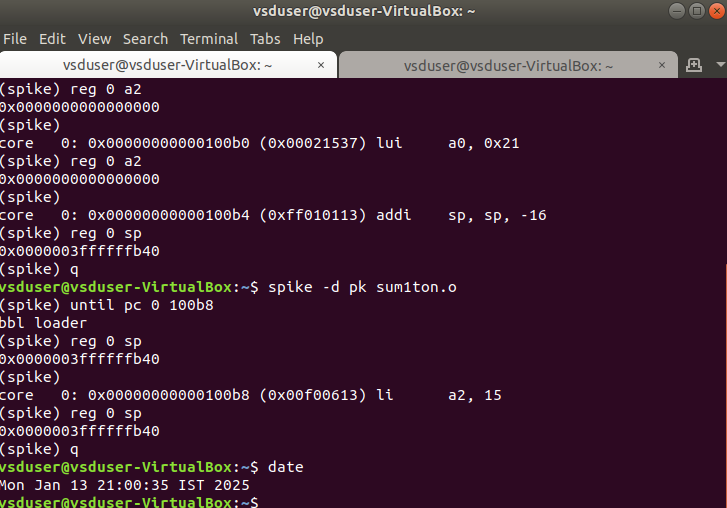 vsduser@vsduser-VirtualBox: ~
File Edit View Search Terminal Tabs Help
vsduser@vsduser-VirtualBox: ~ × vsduser@vsduser-VirtualBox: ~ ×
(spike) reg 0 a2
0x0000000000000000
(spike)
core   0: 0x00000000000100b0 (0x00021537) lui     a0, 0x21
(spike) reg 0 a2
0x0000000000000000
(spike)
core   0: 0x00000000000100b4 (0xff010113) addi    sp, sp, -16
(spike) reg 0 sp
0x0000003ffffffb40
(spike) q
vsduser@vsduser-VirtualBox:~$ spike -d pk sum1ton.o
(spike) until pc 0 100b8
bbl loader
(spike) reg 0 sp
0x0000003ffffffb40
(spike)
core   0: 0x00000000000100b8 (0x00f00613) li      a2, 15
(spike) reg 0 sp
0x0000003ffffffb40
(spike) q
vsduser@vsduser-VirtualBox:~$ date
Mon Jan 13 21:00:35 IST 2025
vsduser@vsduser-VirtualBox:~$